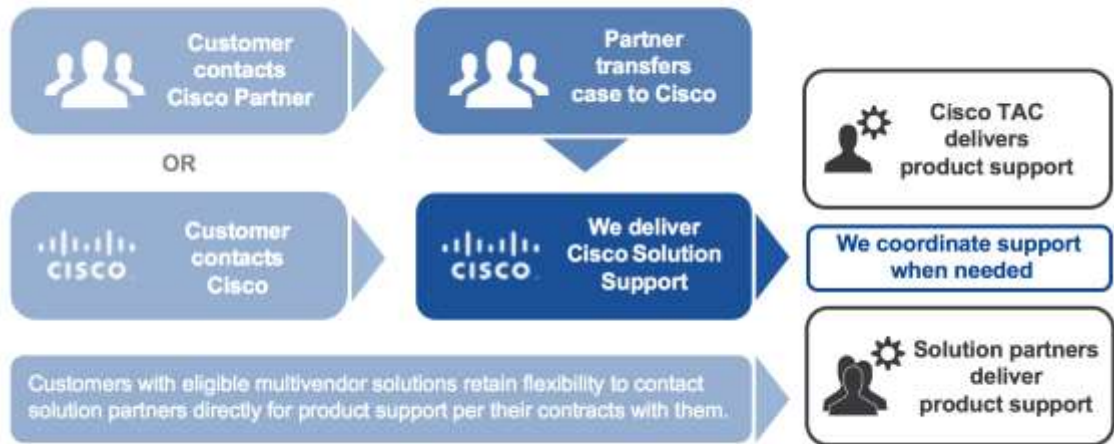 Customer
contacts
Cisco Partner
Partner
transfers
case to Cisco
OR
Customer
contacts
Cisco
CISCO
We deliver
Cisco Solution
Support
CISCO
Cisco TAC
delivers
product support
We coordinate support
when needed
Solution partners
deliver
product support
Customers with eligible multivendor solutions retain flexibility to contact
solution partners directly for product support per their contracts with them.